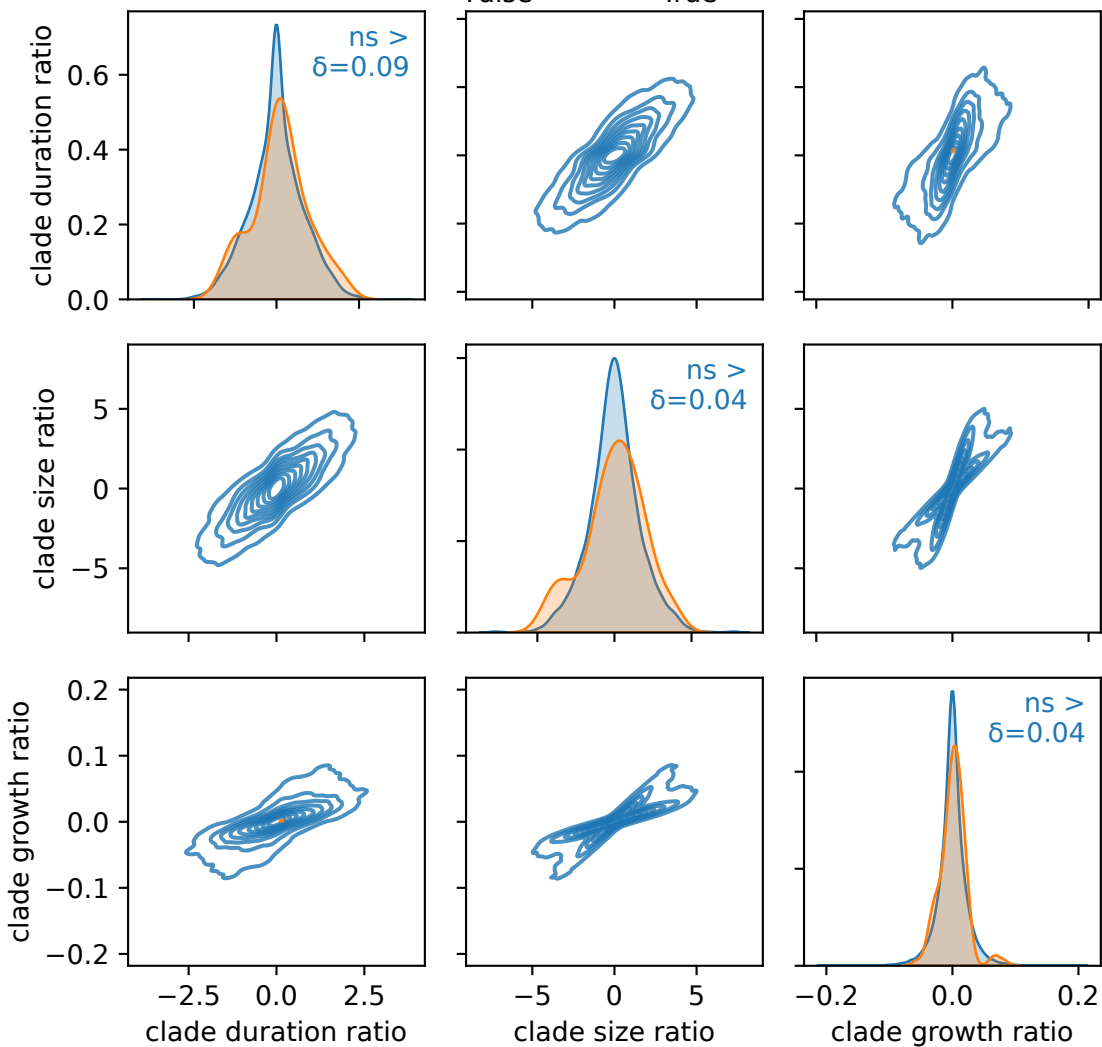 clade duration ratio
0.6
0.4
0.2
0.0
ns >
δ=0.09
clade size ratio
5
0
−5
ns >
δ=0.04
clade growth ratio
0.2
0.1
0.0
−0.1
−0.2
ns >
δ=0.04
−2.5 0.0 2.5
−5 0 5
−0.2 0.0 0.2
clade duration ratio
clade size ratio
clade growth ratio